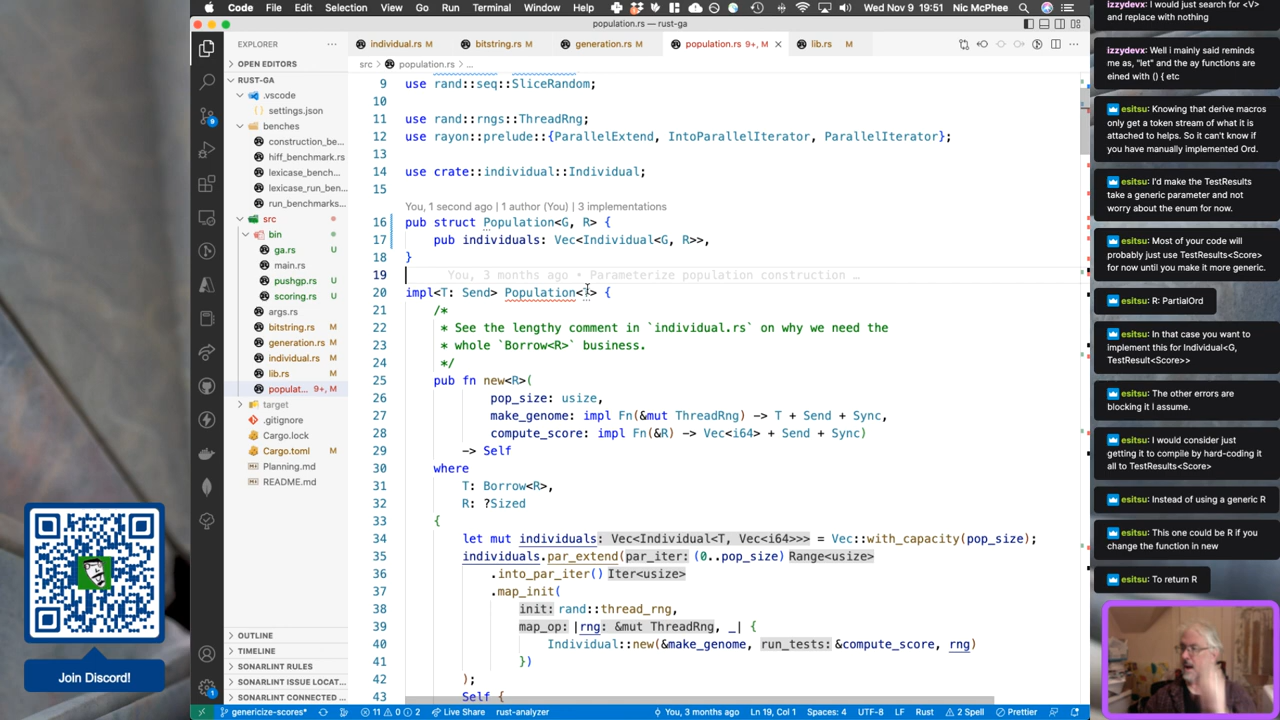 Code File Edit Selection View Go Run Terminal Window Help Wed Nov 9 19:51 Nic McPhee
population.rs — rust-ga
EXPLORER
individual.rs M bitstring.rs M generation.rs M population.rs 9+, M lib.rs M
src > population.rs > ...
OPEN EDITORS
RUST-GA
.vscode
settings.json
benches
construction_be...
hiff_benchmark.rs
lexicase_bench...
lexicase_run_ben...
run_benchmarks...
src
bin
ga.rs U
main.rs
pushgp.rs U
scoring.rs U
args.rs
bitstring.rs M
generation.rs M
individual.rs M
lib.rs M
populat... 9+, M
target
.gitignore
Cargo.lock
Cargo.toml M
Planning.md
README.md
OUTLINE
TIMELINE
SONARLINT RULES
SONARLINT ISSUE LOCAT...
SONARLINT CONNECTED ...
9 use rand::seq::SliceRandom;
10
11 use rand::rngs::ThreadRng;
12 use rayon::prelude::{ParallelExtend, IntoParallelIterator, ParallelIterator};
13
14 use crate::individual::Individual;
15
You, 1 second ago | 1 author (You) | 3 implementations
16 pub struct Population<G, R> {
17 pub individuals: Vec<Individual<G, R>>,
18 }
19 You, 3 months ago • Parameterize population construction …
20 impl<T: Send> Population<T> {
21 /*
22 * See the lengthy comment in `individual.rs` on why we need the
23 * whole `Borrow<R>` business.
24 */
25 pub fn new<R>(
26 pop_size: usize,
27 make_genome: impl Fn(&mut ThreadRng) -> T + Send + Sync,
28 compute_score: impl Fn(&R) -> Vec<i64> + Send + Sync)
29 -> Self
30 where
31 T: Borrow<R>,
32 R: ?Sized
33 {
34 let mut individuals: Vec<Individual<T, Vec<i64>>> = Vec::with_capacity(pop_size);
35 individuals.par_extend(par_iter: (0..pop_size) Range<usize>
36 .into_par_iter() Iter<usize>
37 .map_init(
38 init: rand::thread_rng,
39 map_op: |rng: &mut ThreadRng, _| {
40 Individual::new(&make_genome, run_tests: &compute_score, rng)
41 })
42 );
43 Self {
genericize-scores* 11 0 2 Live Share rust-analyzer You, 3 months ago Ln 19, Col 1 Spaces: 4 UTF-8 LF Rust 2 Spell Prettier
Join Discord!
izzydevx: I would just search for <V>
and replace with nothing
izzydevx: Well i mainly said reminds
me as, "let" and the ay functions are
eined with () { etc
esitsu: Knowing that derive macros
only get a token stream of what it is
attached to helps. So it can't know if
you have manually implemented Ord.
esitsu: I'd make the TestResults
take a generic parameter and not
worry about the enum for now.
esitsu: Most of your code will
probably just use TestResults<Score>
for now until you make it more generic.
esitsu: R: PartialOrd
esitsu: In that case you want to
implement this for Individual<G,
TestResult<Score>>
esitsu: The other errors are
blocking it I assume.
esitsu: I would consider just
getting it to compile by hard-coding it
all to TestResults<Score>
esitsu: Instead of using a generic R
esitsu: This one could be R if you
change the function in new
esitsu: To return R